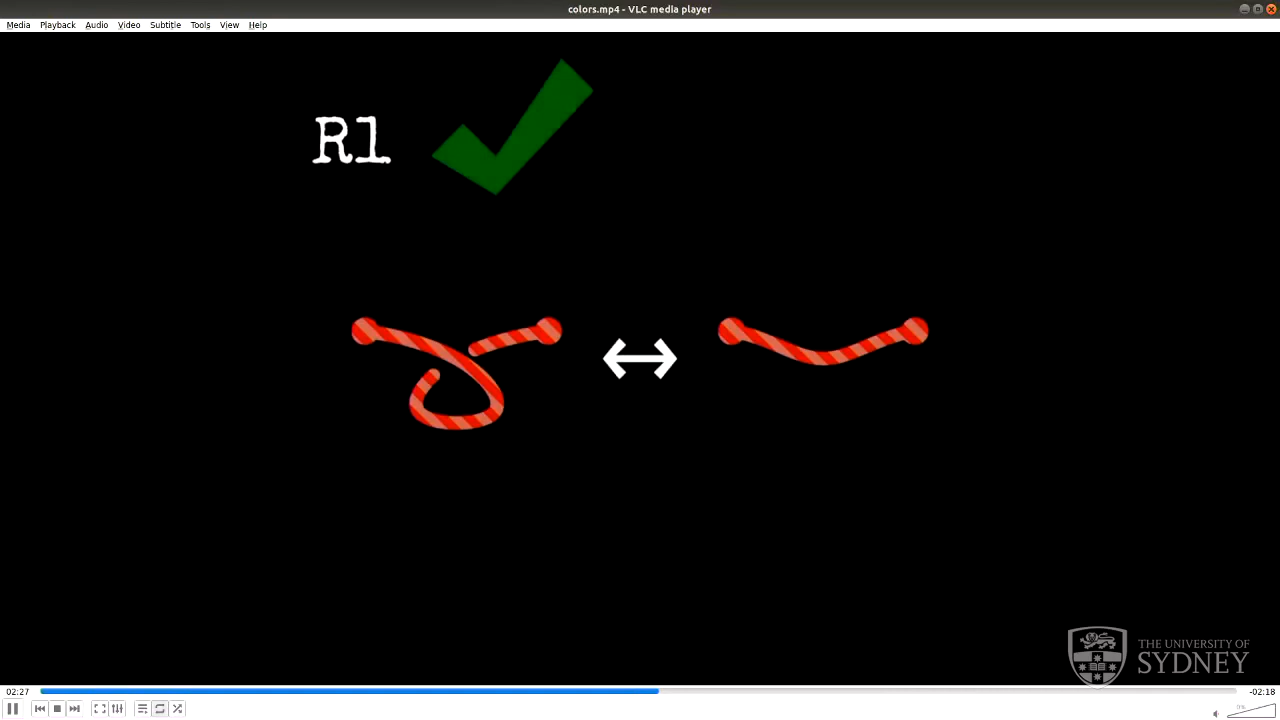 colors.mp4 - VLC media player
Media Playback Audio Video Subtitle Tools View Help
R1
THE UNIVERSITY OF
SYDNEY
02:27
-02:18
0%